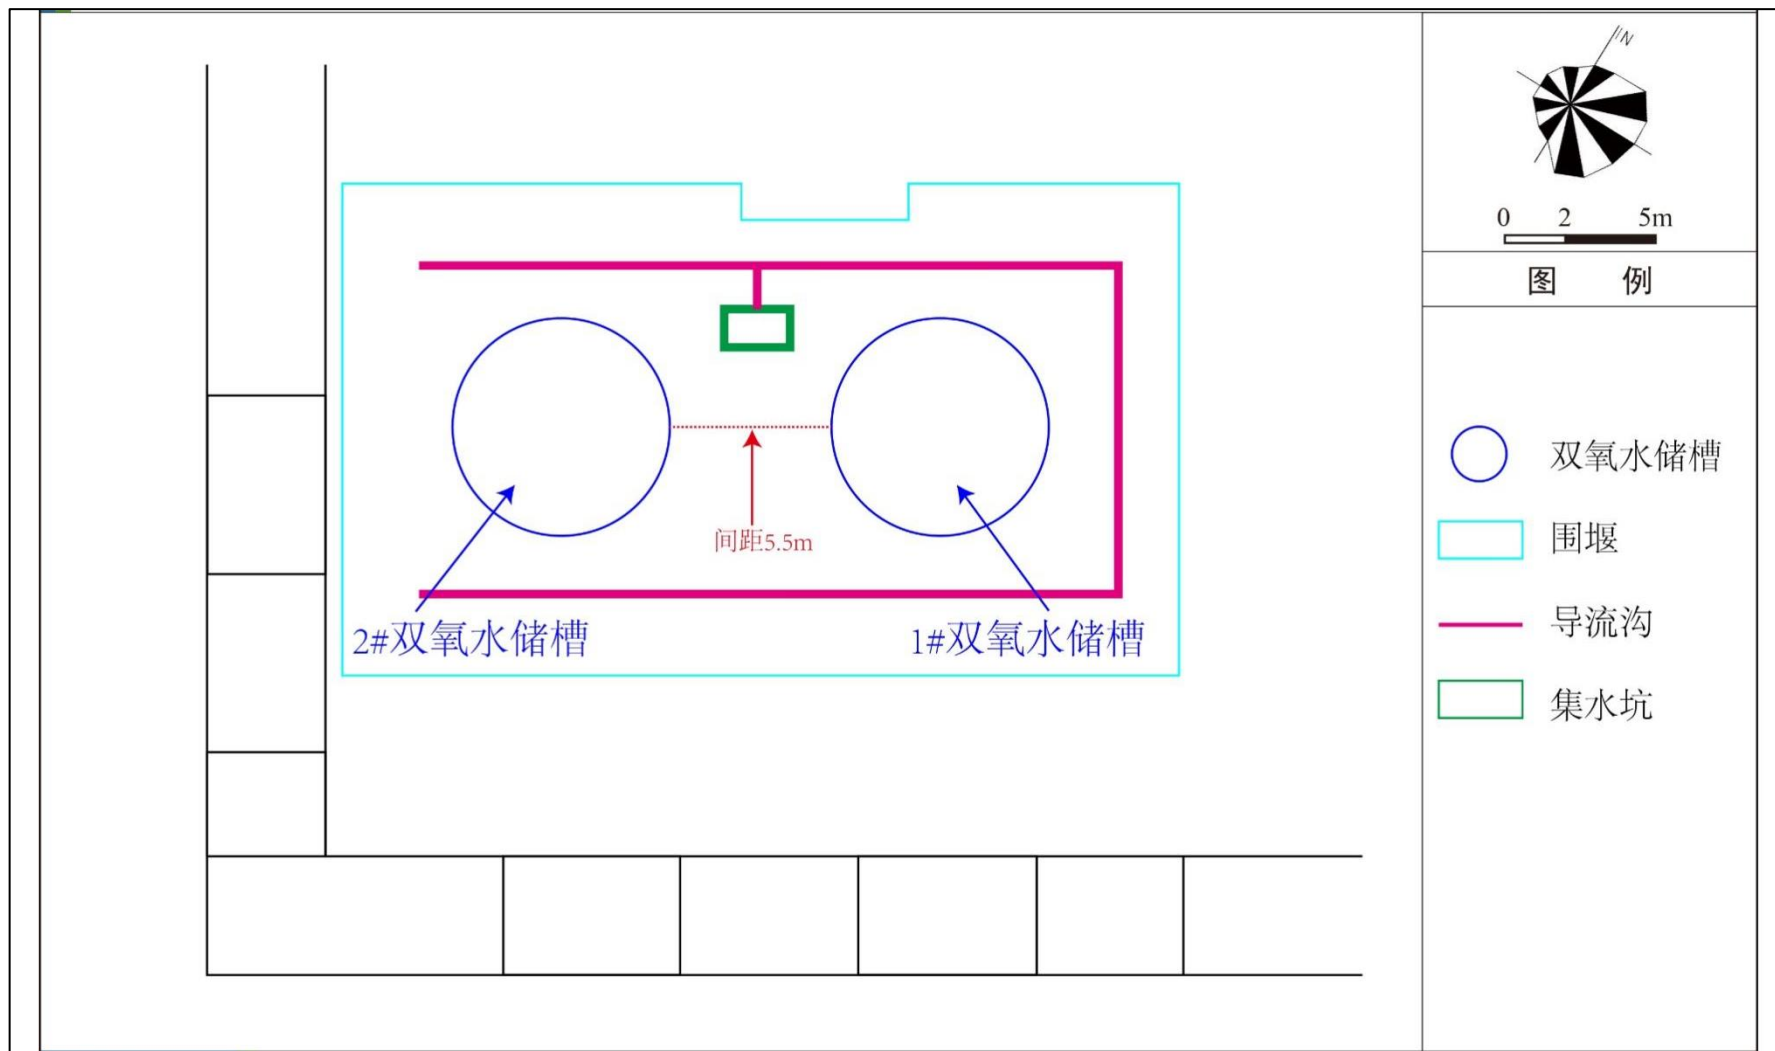 N
0 2 5m
图 例
双氧水储槽
围堰
导流沟
集水坑
间距5.5m
2#双氧水储槽
1#双氧水储槽